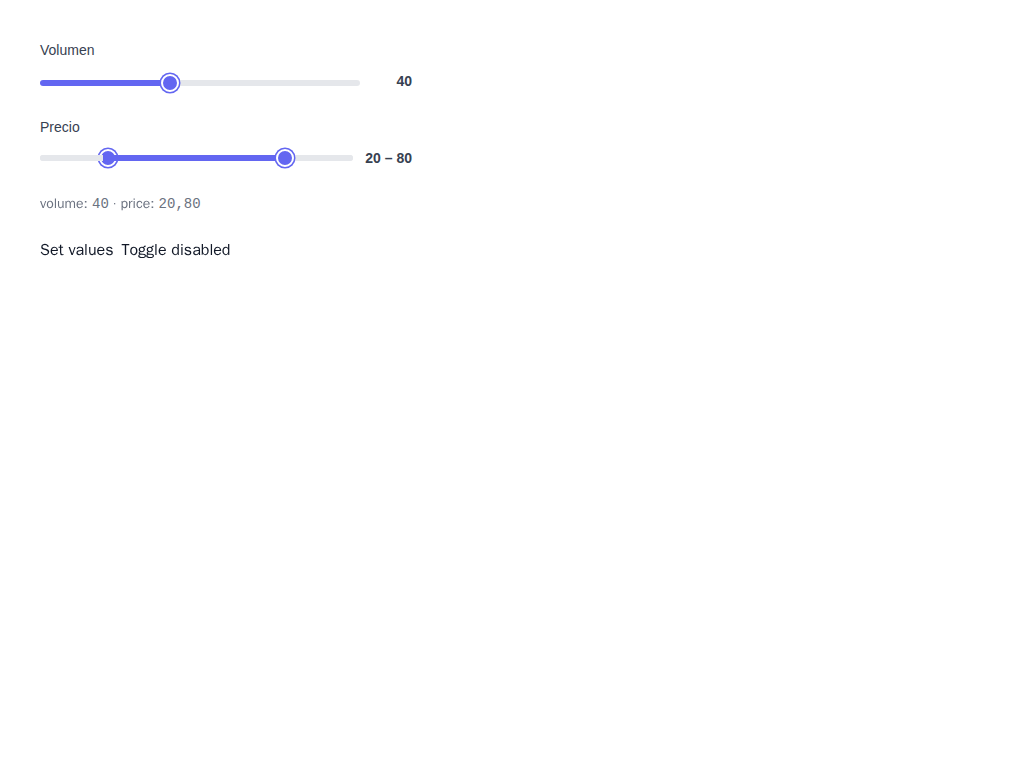 Volumen
40
Precio
20 – 80
volume: 40 · price: 20,80
Set values Toggle disabled